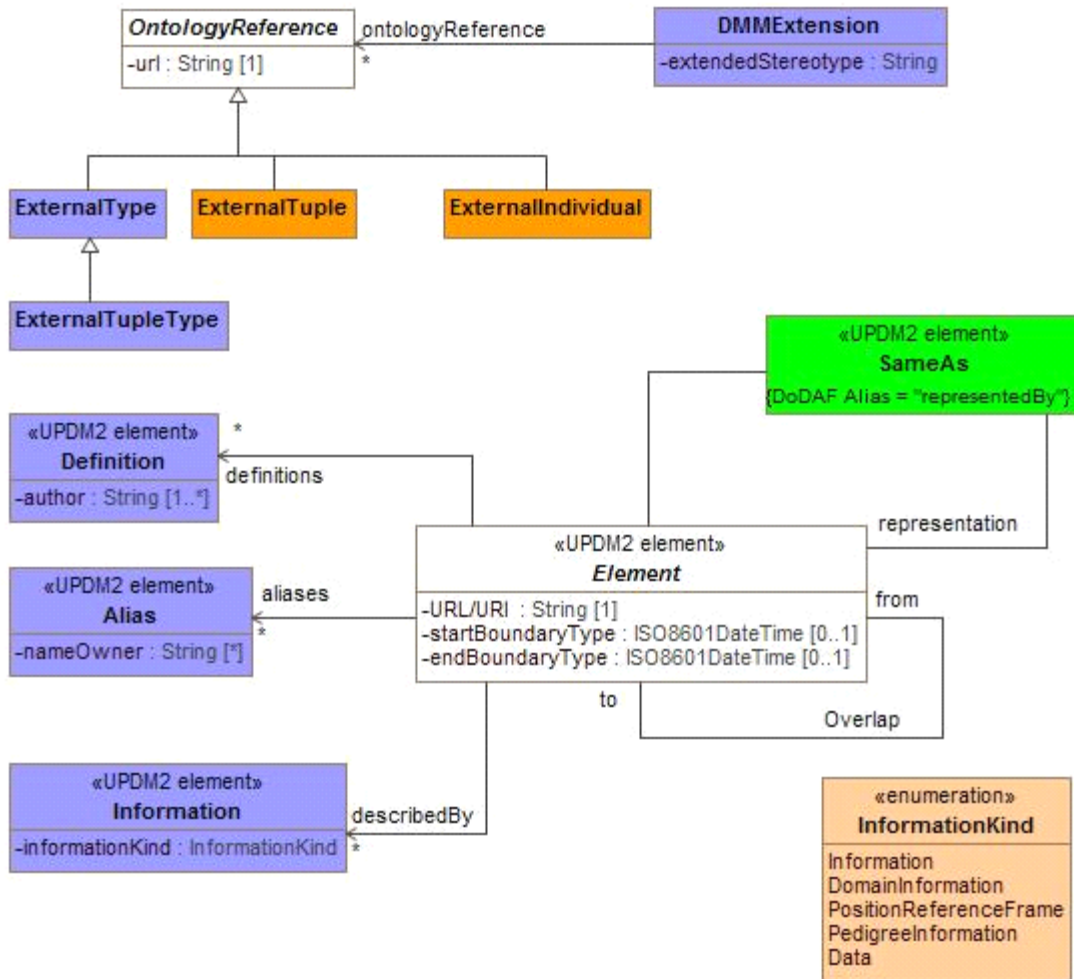 OntologyReference
-url : String [1]
ontologyReference
*
DMMExtension
-extendedStereotype : String
ExternalType
ExternalTuple
ExternalIndividual
ExternalTupleType
«UPDM2 element»
SameAs
{DoDAF Alias = "representedBy"}
«UPDM2 element»
Definition
-author : String [1..*]
*
definitions
representation
«UPDM2 element»
Element
-URL/URI : String [1]
-startBoundaryType : ISO8601DateTime [0..1]
-endBoundaryType : ISO8601DateTime [0..1]
«UPDM2 element»
Alias
-nameOwner : String [*]
aliases
*
from
to
Overlap
«UPDM2 element»
Information
-informationKind : InformationKind
describedBy
*
«enumeration»
InformationKind
Information
DomainInformation
PositionReferenceFrame
PedigreeInformation
Data